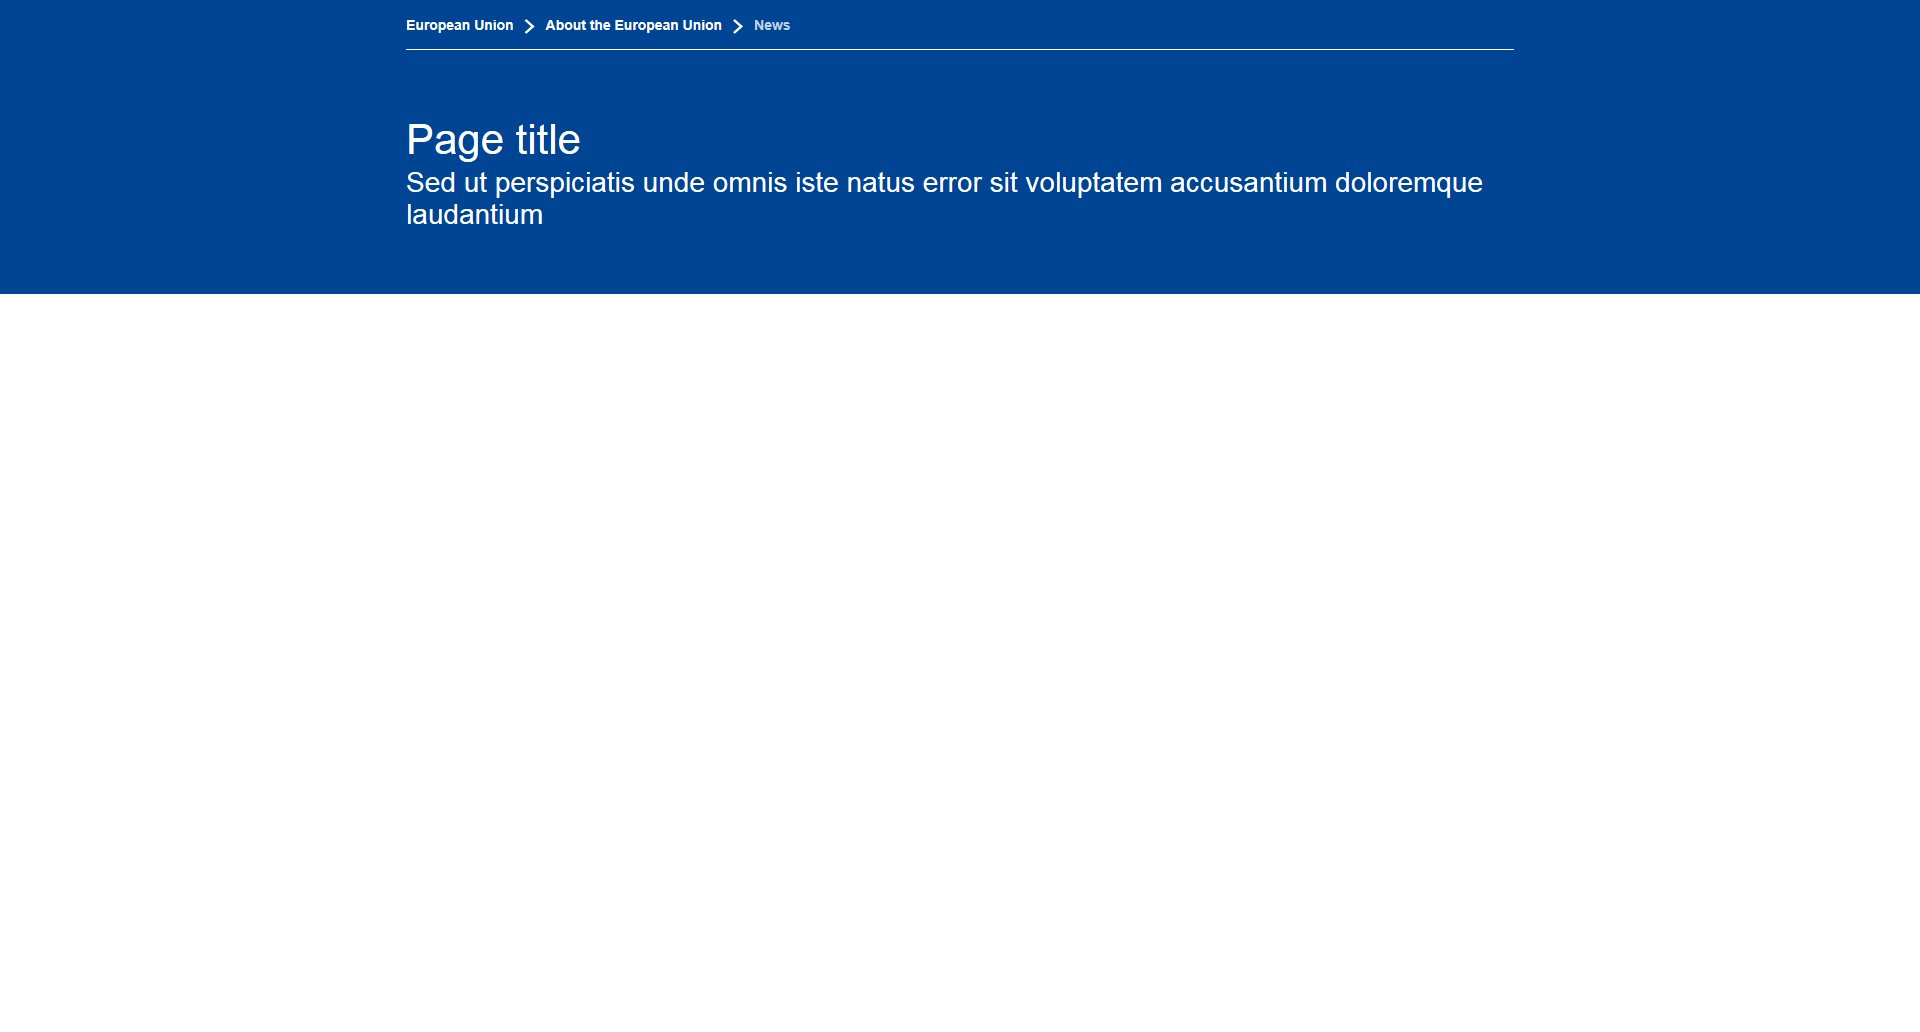 European Union About the European Union News
Page title
Sed ut perspiciatis unde omnis iste natus error sit voluptatem accusantium doloremque
laudantium